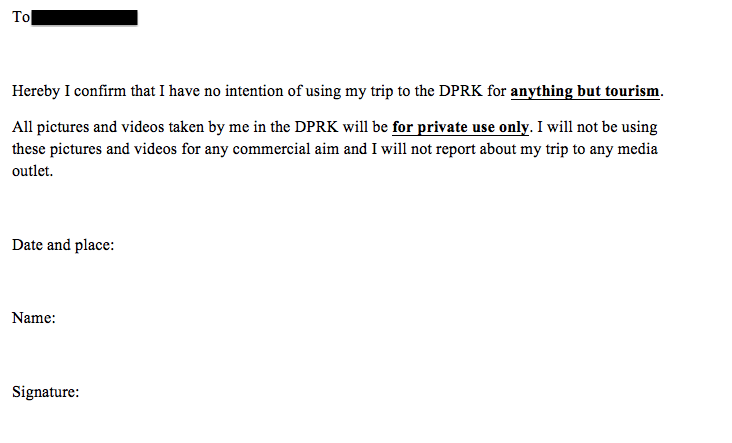 To
Hereby I confirm that I have no intention of using my trip to the DPRK for anything but tourism.
All pictures and videos taken by me in the DPRK will be for private use only. I will not be using
these pictures and videos for any commercial aim and I will not report about my trip to any media
outlet.
Date and place:
Name:
Signature: